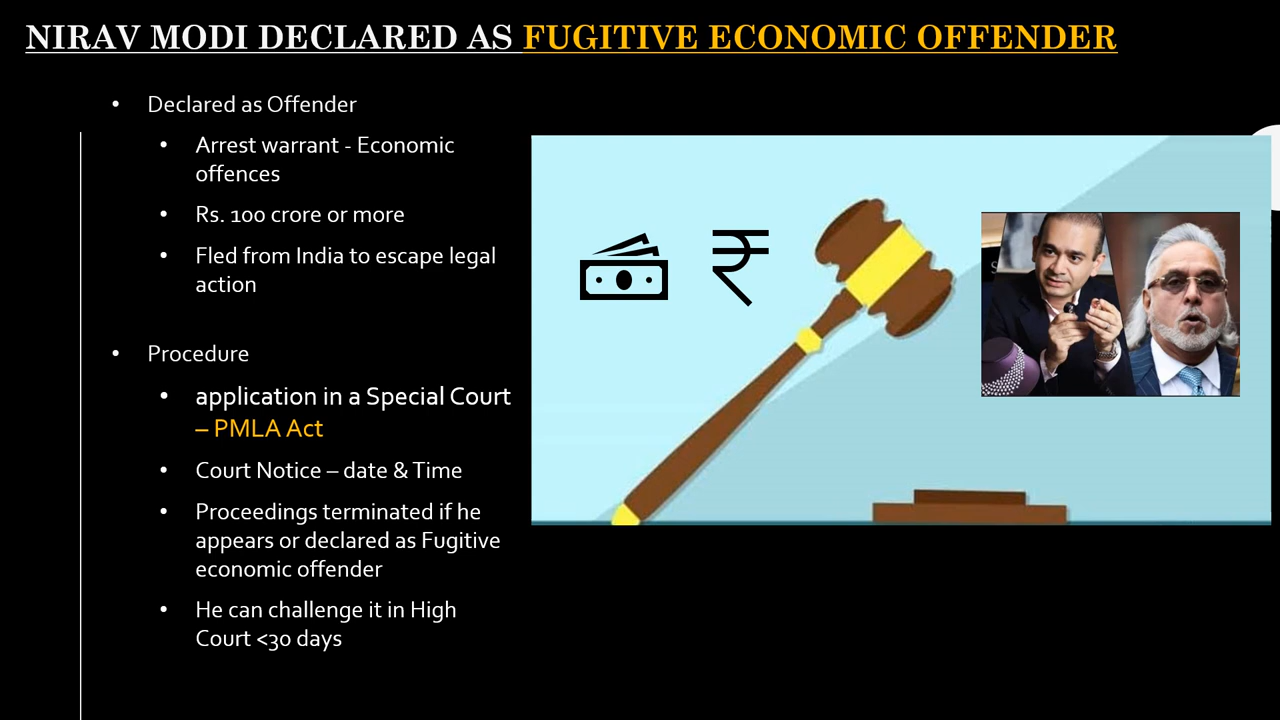 NIRAV MODI DECLARED AS FUGITIVE ECONOMIC OFFENDER
• Declared as Offender
• Arrest warrant - Economic
offences
• Rs. 100 crore or more
• Fled from India to escape legal
action
• Procedure
• application in a Special Court
– PMLA Act
• Court Notice – date & Time
• Proceedings terminated if he
appears or declared as Fugitive
economic offender
• He can challenge it in High
Court <30 days
₹